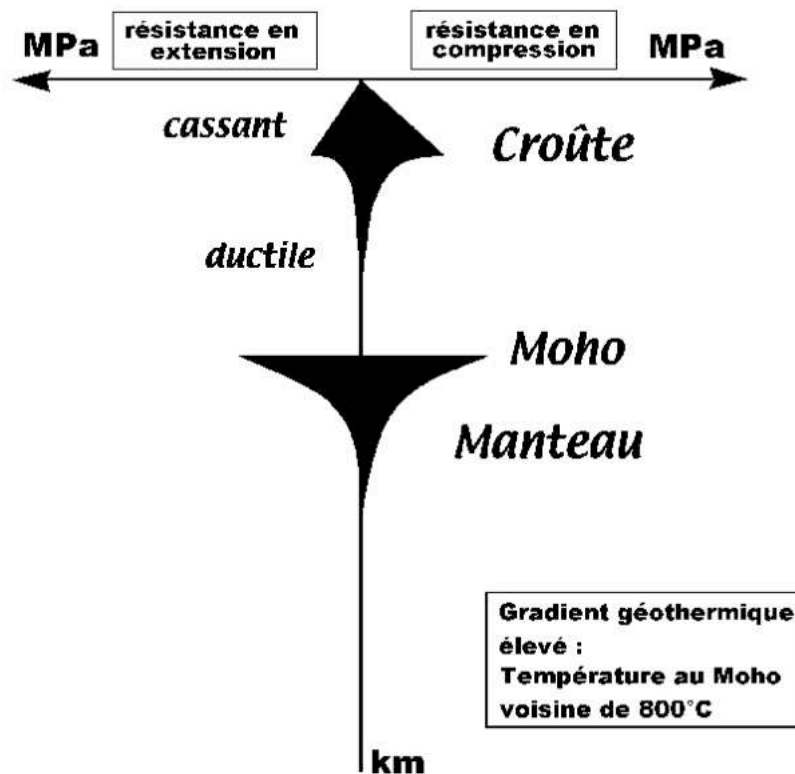 MPa
résistance en
extension
résistance en
compression
MPa
cassant
Croûte
ductile
Moho
Manteau
Gradient géothermique
élevé :
Température au Moho
voisine de 800°C
km